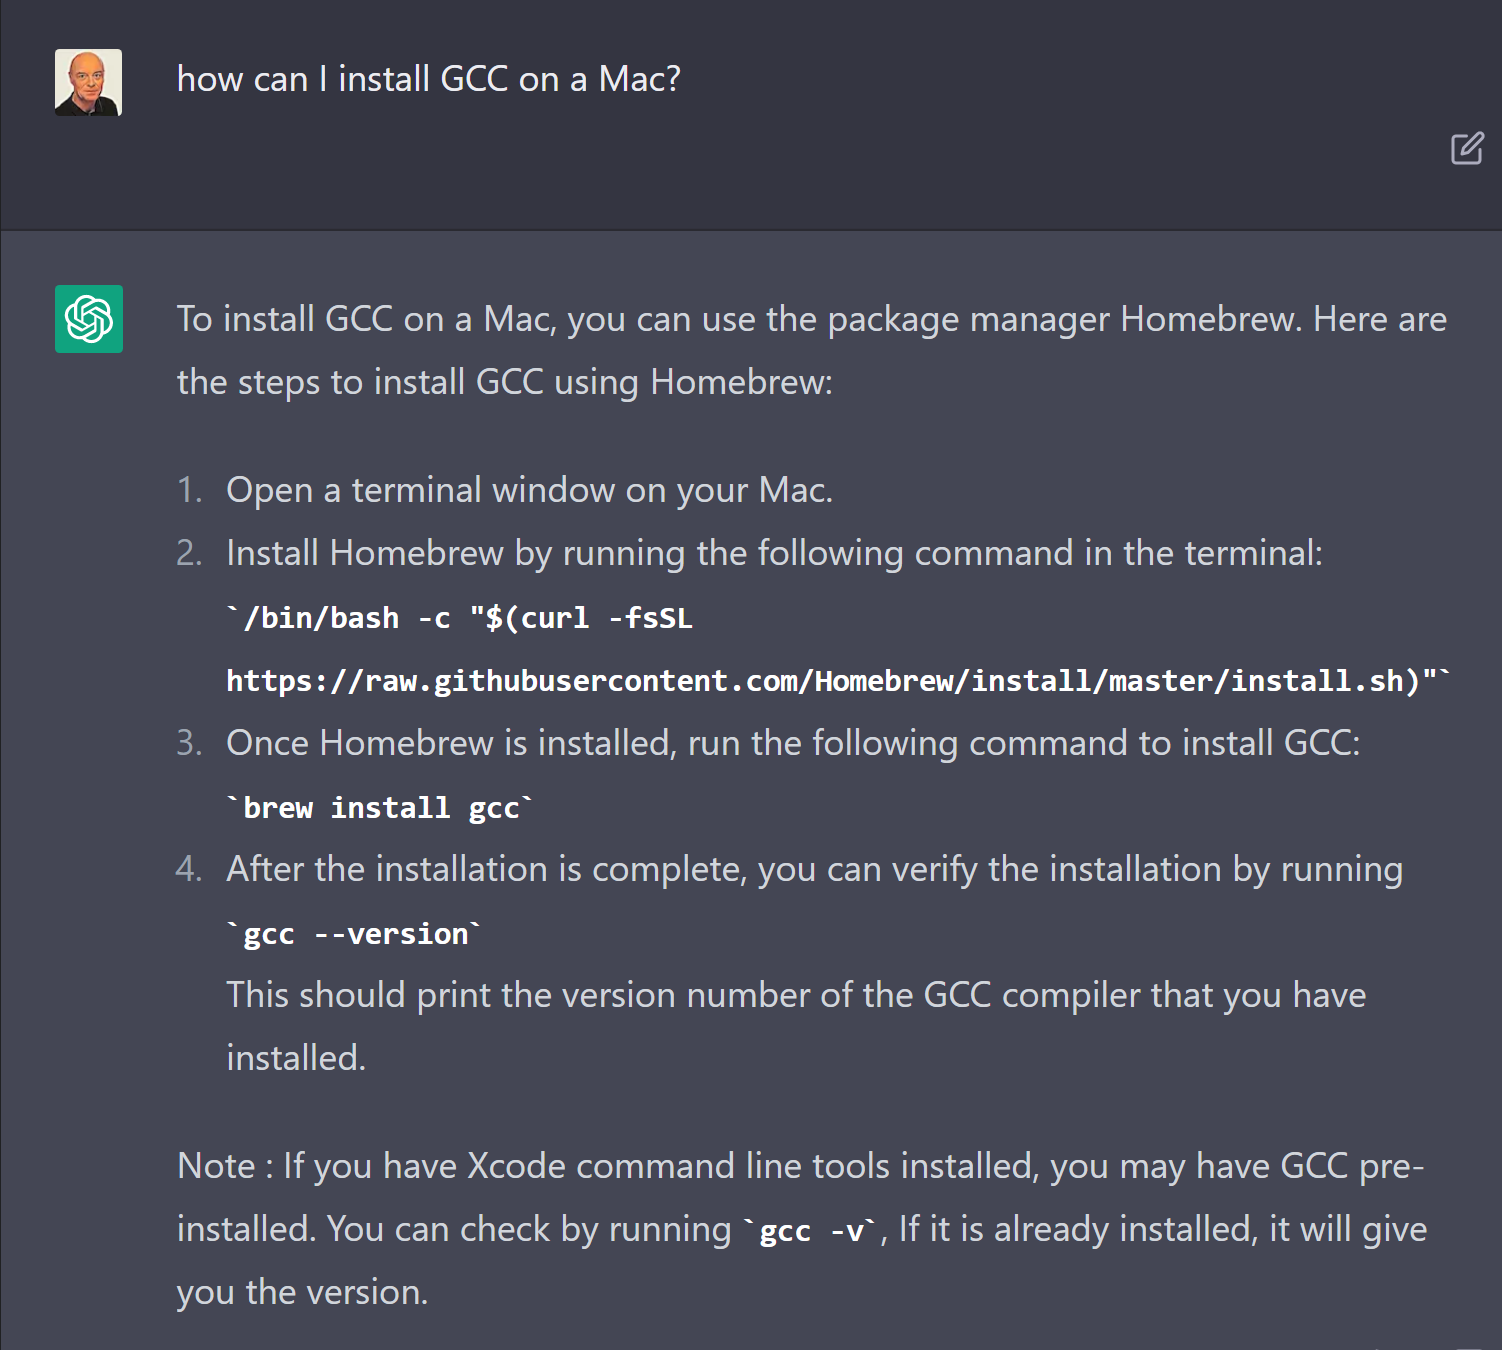 how can I install GCC on a Mac?
To install GCC on a Mac, you can use the package manager Homebrew. Here are
the steps to install GCC using Homebrew:
1. Open a terminal window on your Mac.
2. Install Homebrew by running the following command in the terminal:
`/bin/bash -c "$(curl -fsSL
https://raw.githubusercontent.com/Homebrew/install/master/install.sh)"`
3. Once Homebrew is installed, run the following command to install GCC:
`brew install gcc`
4. After the installation is complete, you can verify the installation by running
`gcc --version`
This should print the version number of the GCC compiler that you have
installed.
Note : If you have Xcode command line tools installed, you may have GCC pre-
installed. You can check by running `gcc -v`, If it is already installed, it will give
you the version.